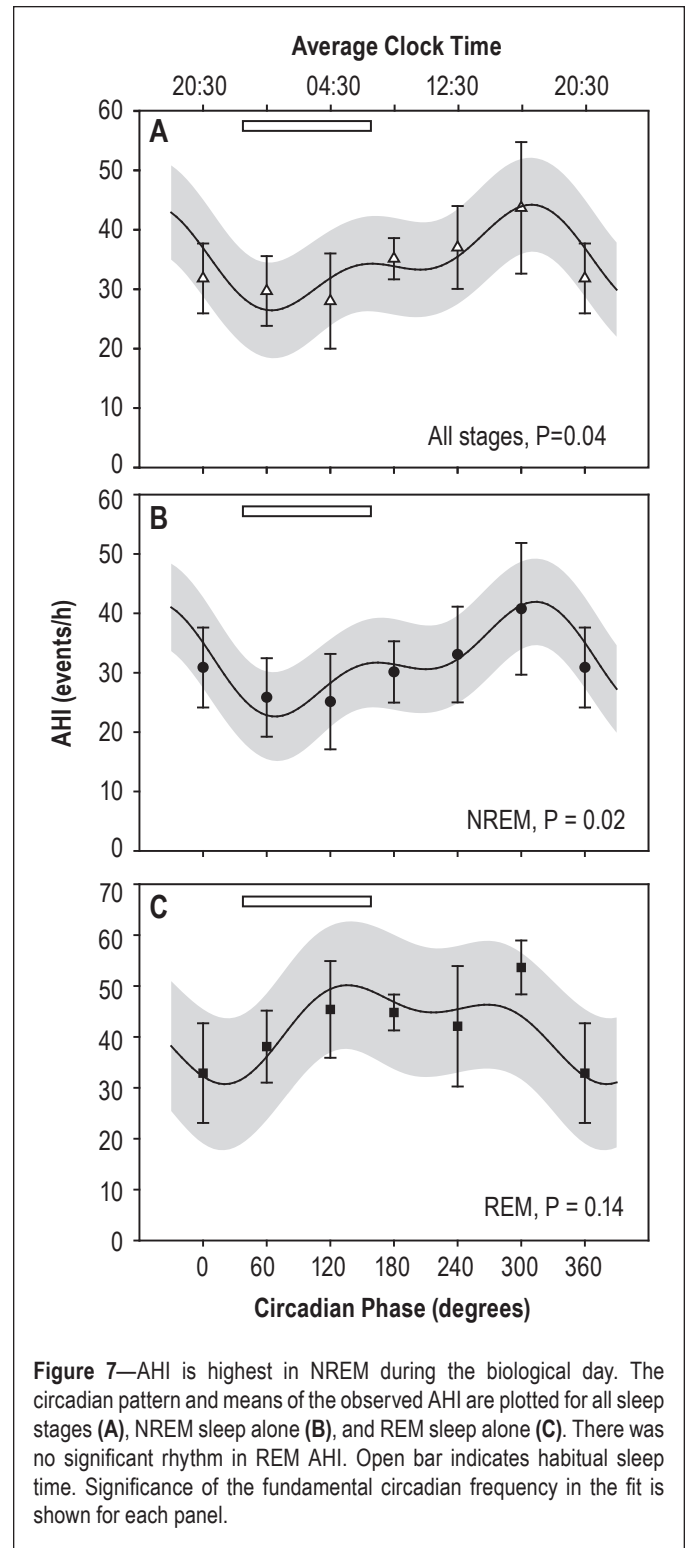 Average Clock Time
20:30 04:30 12:30 20:30
A
60
50
40
30
20
10
0
All stages, P=0.04
B
60
50
40
30
20
10
0
NREM, P = 0.02
AHI (events/h)
C
70
60
50
40
30
20
10
0
REM, P = 0.14
0 60 120 180 240 300 360
Circadian Phase (degrees)
Figure 7—AHI is highest in NREM during the biological day. The
circadian pattern and means of the observed AHI are plotted for all sleep
stages (A), NREM sleep alone (B), and REM sleep alone (C). There was
no significant rhythm in REM AHI. Open bar indicates habitual sleep
time. Significance of the fundamental circadian frequency in the fit is
shown for each panel.